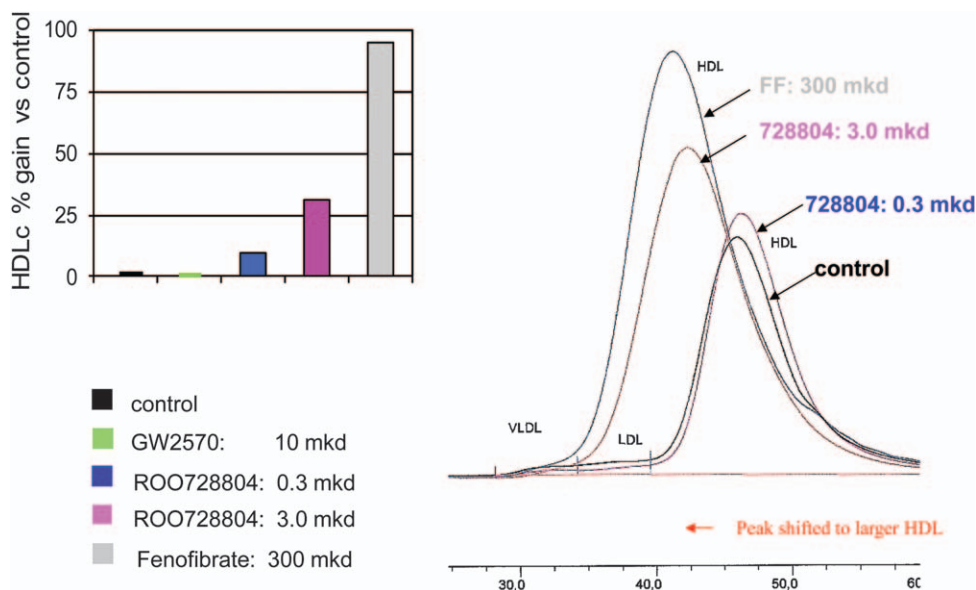 HDLc % gain vs control
100
75
50
25
0
control
GW2570: 10 mkd
ROO728804: 0.3 mkd
ROO728804: 3.0 mkd
Fenofibrate: 300 mkd
HDL
FF: 300 mkd
728804: 3.0 mkd
728804: 0.3 mkd
HDL
control
VLDL
LDL
← Peak shifted to larger HDL
30,0 40,0 50,0